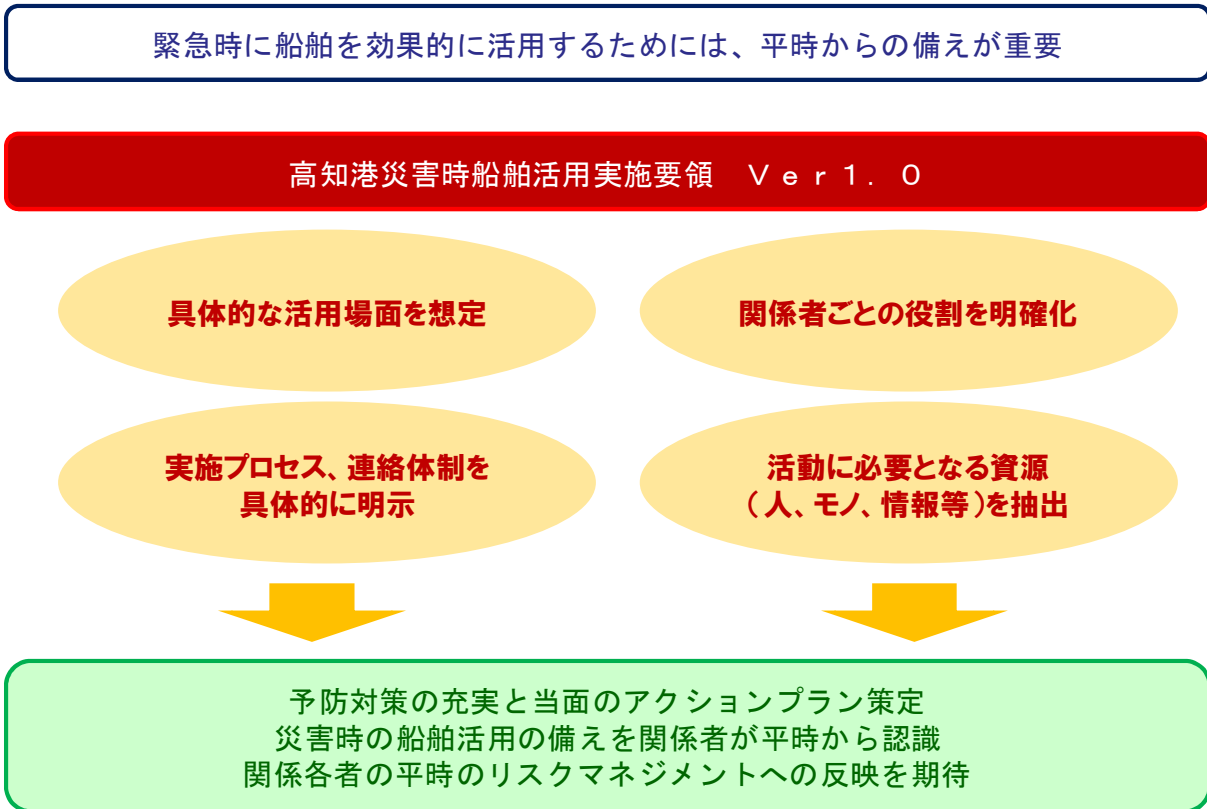 緊急時に船舶を効果的に活用するためには、平時からの備えが重要
高知港災害時船舶活用実施要領　Ｖｅｒ１．０
具体的な活用場面を想定
関係者ごとの役割を明確化
実施プロセス、連絡体制を
具体的に明示
活動に必要となる資源
（人、モノ、情報等）を抽出
予防対策の充実と当面のアクションプラン策定
災害時の船舶活用の備えを関係者が平時から認識
関係各者の平時のリスクマネジメントへの反映を期待